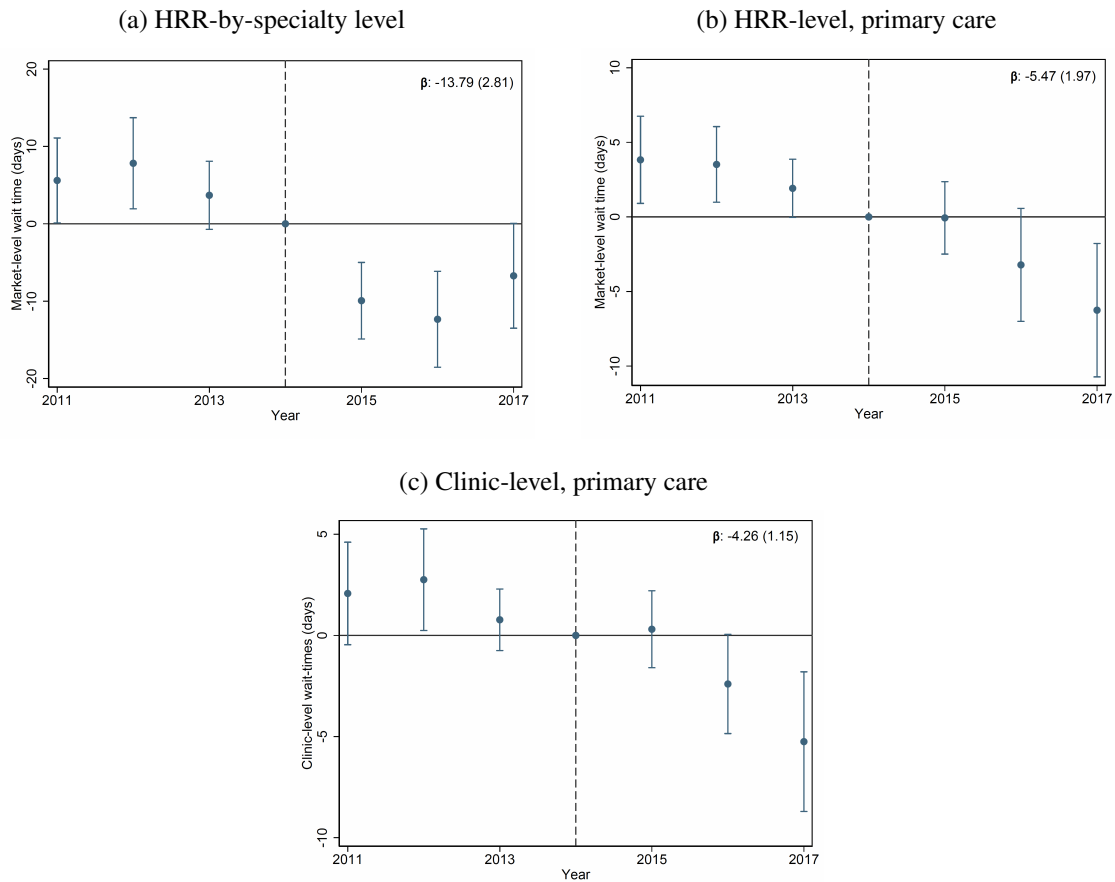 (a) HRR-by-specialty level
Market-level wait time (days)
20
10
0
-10
-20
β: -13.79 (2.81)
2011
2013
2015
2017
Year
(b) HRR-level, primary care
Market-level wait time (days)
10
5
0
-5
-10
β: -5.47 (1.97)
2011
2013
2015
2017
Year
(c) Clinic-level, primary care
Clinic-level wait-times (days)
5
0
-5
-10
β: -4.26 (1.15)
2011
2013
2015
2017
Year